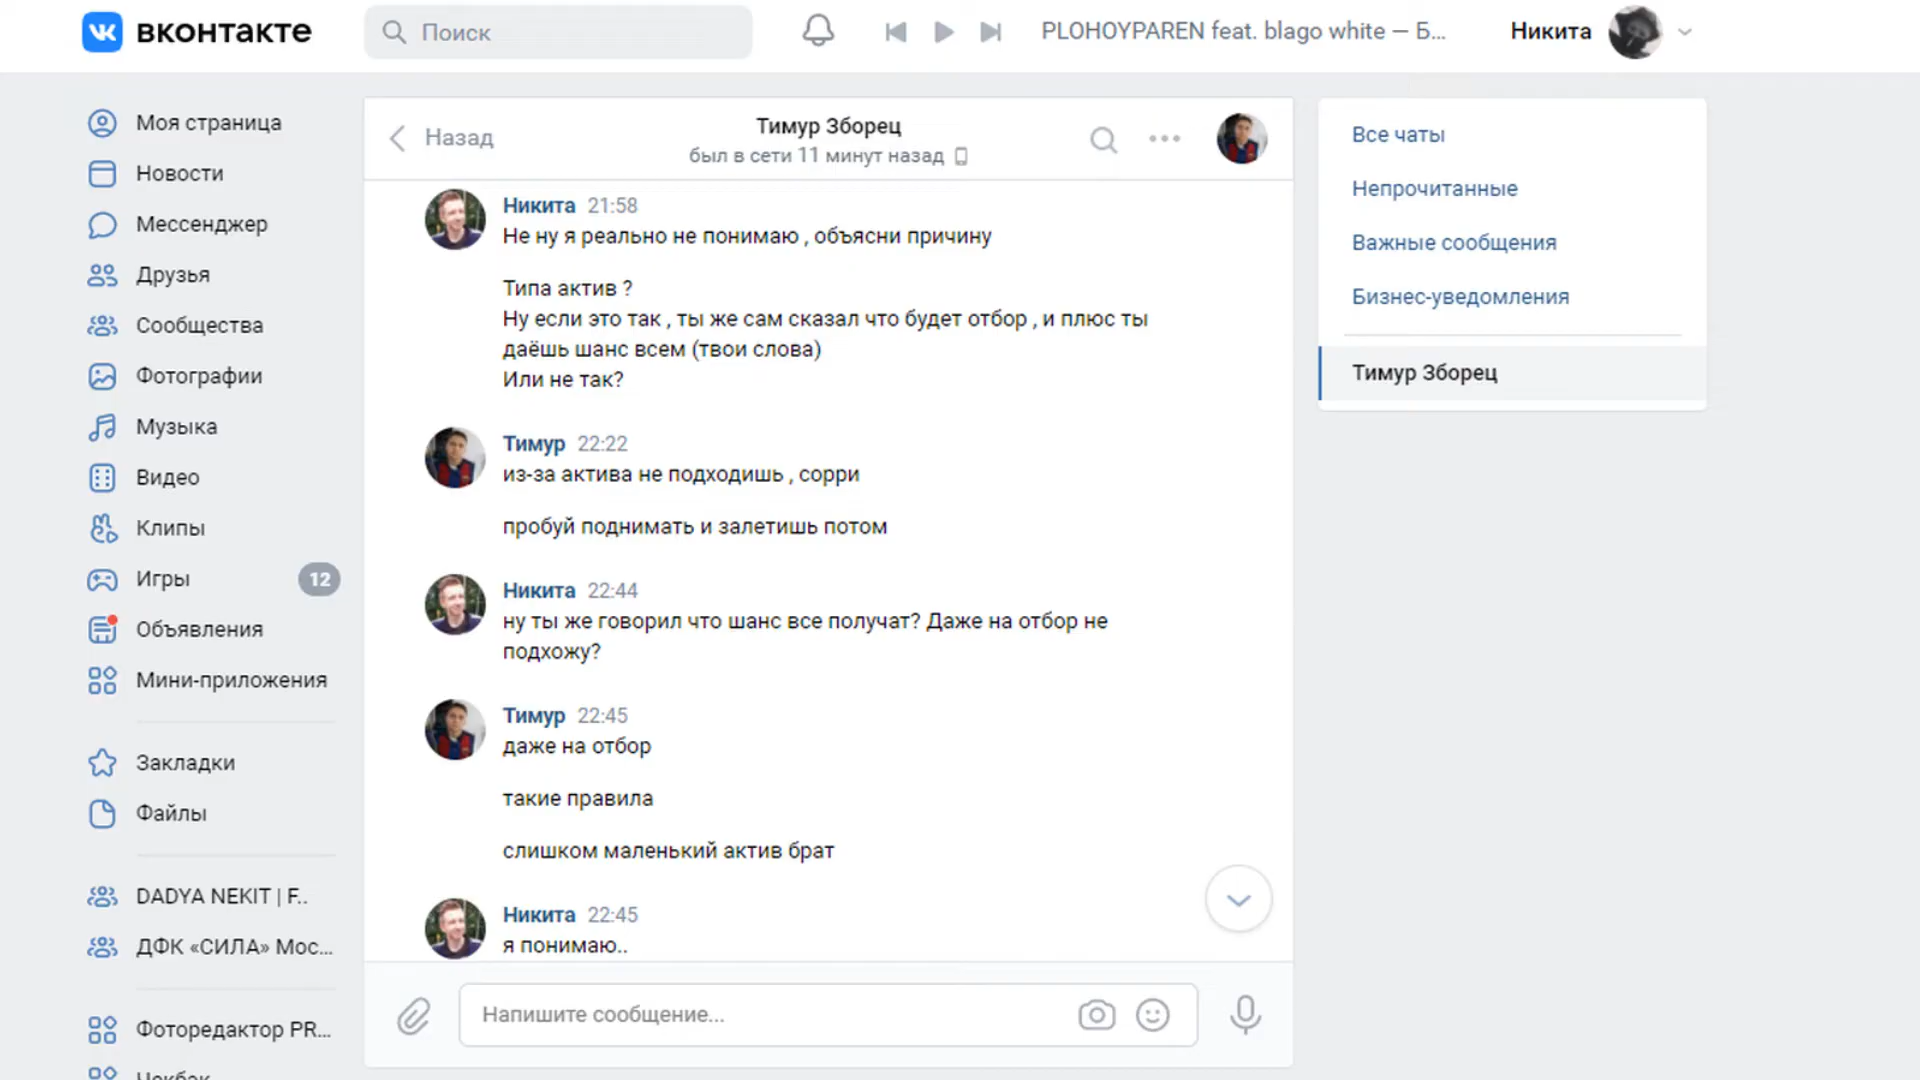 вконтакте
Поиск
PLOHOYPAREN feat. blago white — Б...
Никита
Моя страница
Новости
Мессенджер
Друзья
Сообщества
Фотографии
Музыка
Видео
Клипы
Игры
12
Объявления
Мини-приложения
Закладки
Файлы
DADYA NEKIT | F..
ДФК «СИЛА» Мос...
Фоторедактор PR...
Назад
Тимур Зборец
был в сети 11 минут назад
Никита 21:58
Не ну я реально не понимаю , объясни причину
Типа актив ?
Ну если это так , ты же сам сказал что будет отбор , и плюс ты
даёшь шанс всем (твои слова)
Или не так?
Тимур 22:22
из-за актива не подходишь , сорри
пробуй поднимать и залетишь потом
Никита 22:44
ну ты же говорил что шанс все получат? Даже на отбор не
подхожу?
Тимур 22:45
даже на отбор
такие правила
слишком маленький актив брат
Никита 22:45
я понимаю..
Напишите сообщение...
Все чаты
Непрочитанные
Важные сообщения
Бизнес-уведомления
Тимур Зборец